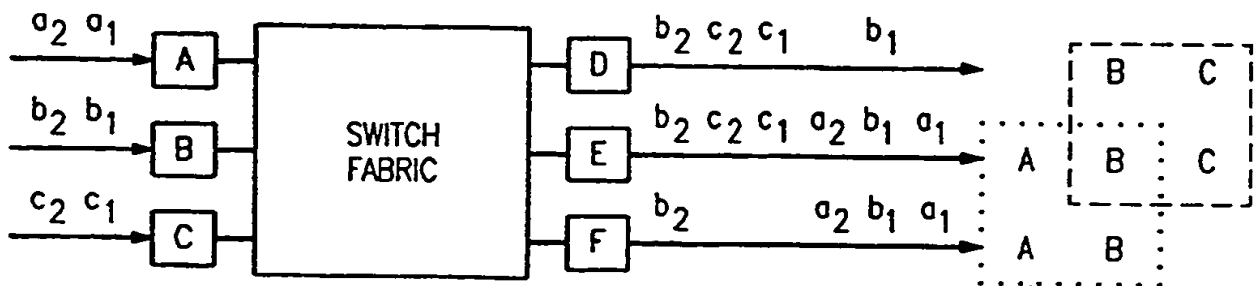 a₂ a₁ A D b₂ c₂ c₁ b₁ B C
b₂ b₁ B SWITCH FABRIC E b₂ c₂ c₁ a₂ b₁ a₁ A B C
c₂ c₁ C F b₂ a₂ b₁ a₁ A B